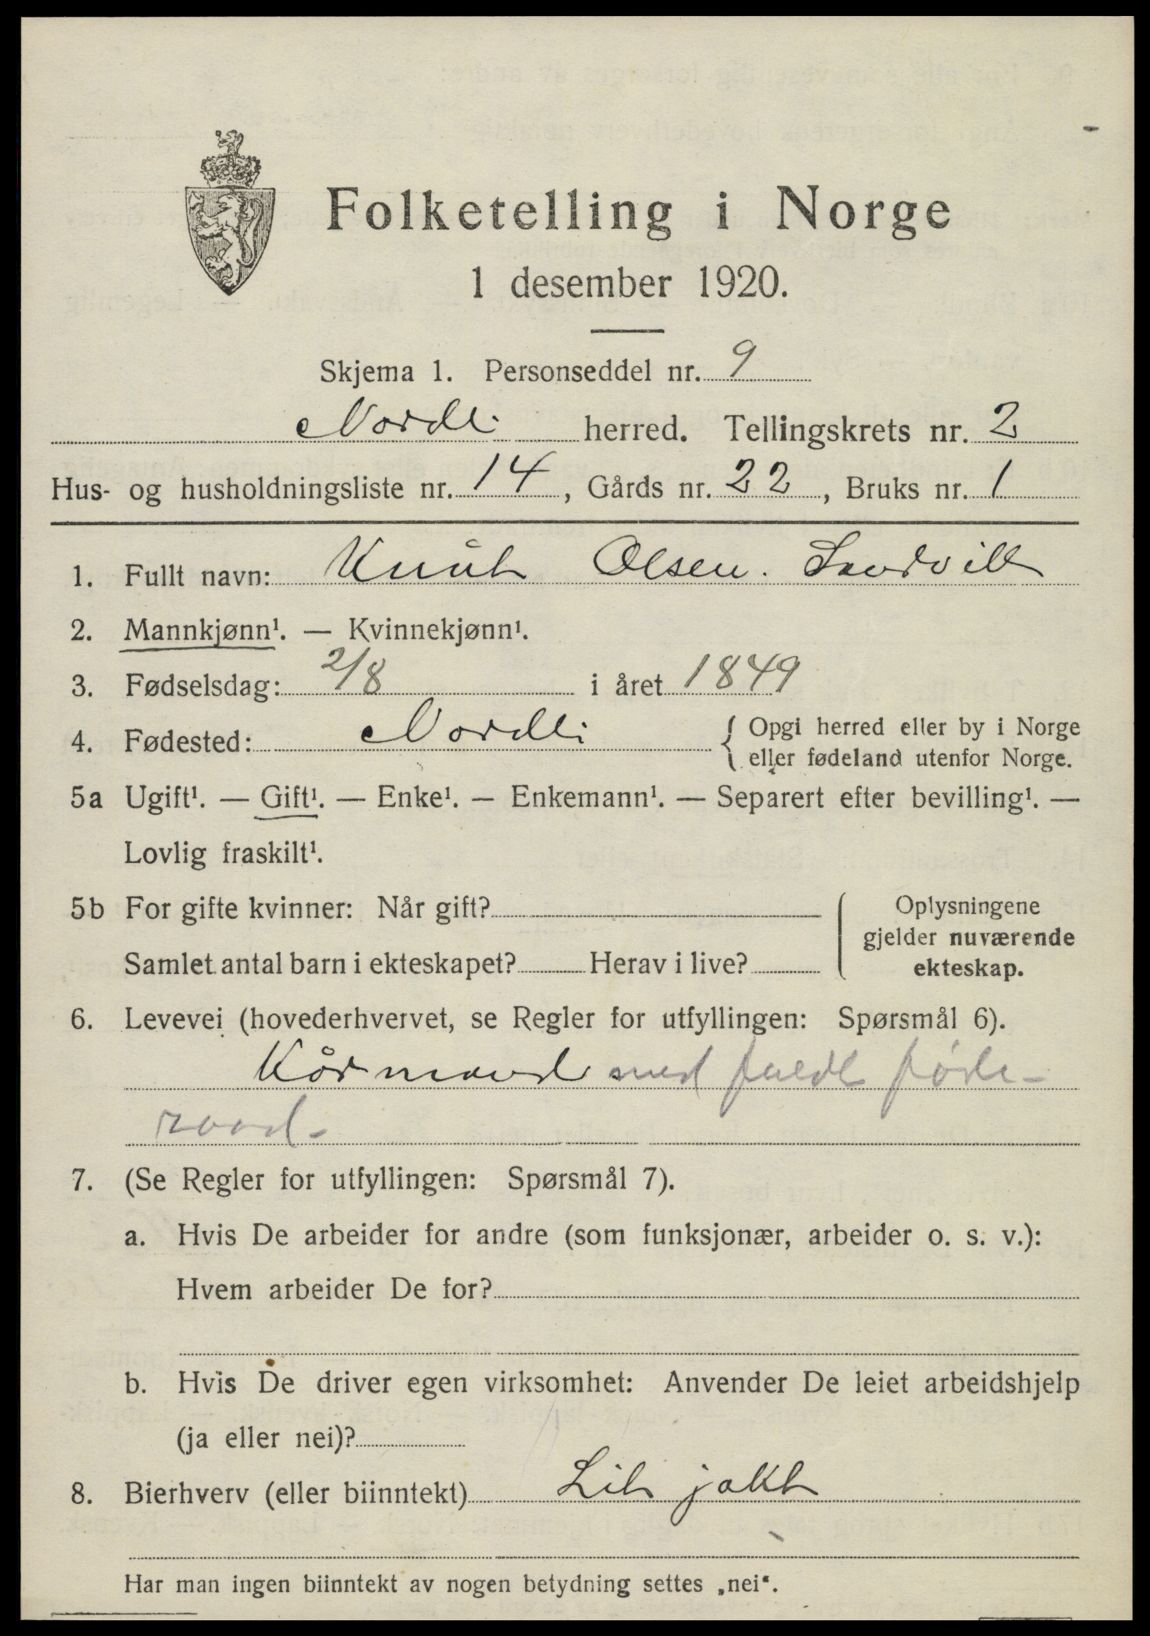 Folketelling i Norge
1 desember 1920.
Skjema 1. Personseddel nr. 9
Nordli herred. Tellingskrets nr. 2
Hus- og husholdningsliste nr. 14, Gårds nr. 22, Bruks nr. 1
1. Fullt navn: Knut Olsen. Sandvik
2. Mannkjønn¹. — Kvinnekjønn¹.
3. Fødselsdag: 2/8 i året 1849
4. Fødested: Nordli { Opgi herred eller by i Norge
eller fødeland utenfor Norge.
5a Ugift¹. — Gift¹. — Enke¹. — Enkemann¹. — Separert efter bevilling¹. —
Lovlig fraskilt¹.
5b For gifte kvinner: Når gift?
Samlet antal barn i ekteskapet? Herav i live?
( Oplysningene
gjelder nuværende
ekteskap.
6. Levevei (hovederhvervet, se Regler for utfyllingen: Spørsmål 6).
Kårmand med fuldt føde-
raad-
7. (Se Regler for utfyllingen: Spørsmål 7).
a. Hvis De arbeider for andre (som funksjonær, arbeider o. s. v.):
Hvem arbeider De for?
b. Hvis De driver egen virksomhet: Anvender De leiet arbeidshjelp
(ja eller nei)?
8. Bierhverv (eller biinntekt) Lit jakt
Har man ingen biinntekt av nogen betydning settes „nei“.